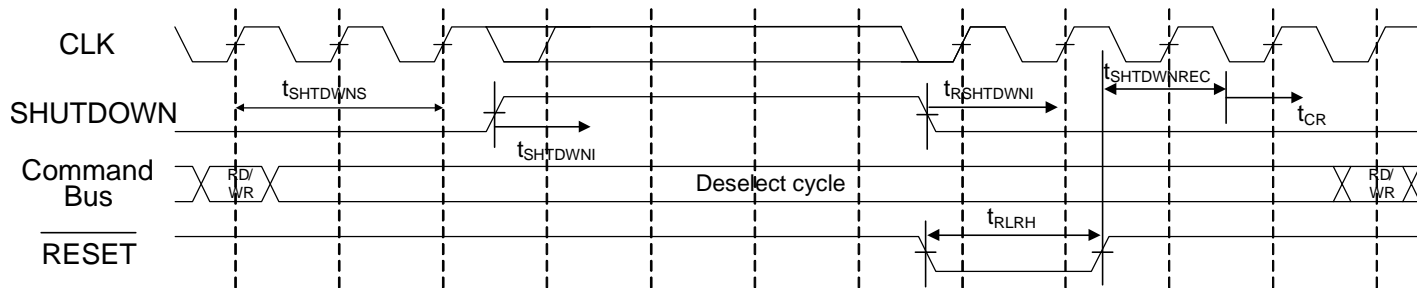 CLK
tSHTDWNS
tSHTDWNREC
SHUTDOWN
tRSHTDWNI
tCR
tSHTDWNI
Command
Bus
RD/
WR
Deselect cycle
RD/
WR
tRLRH
RESET